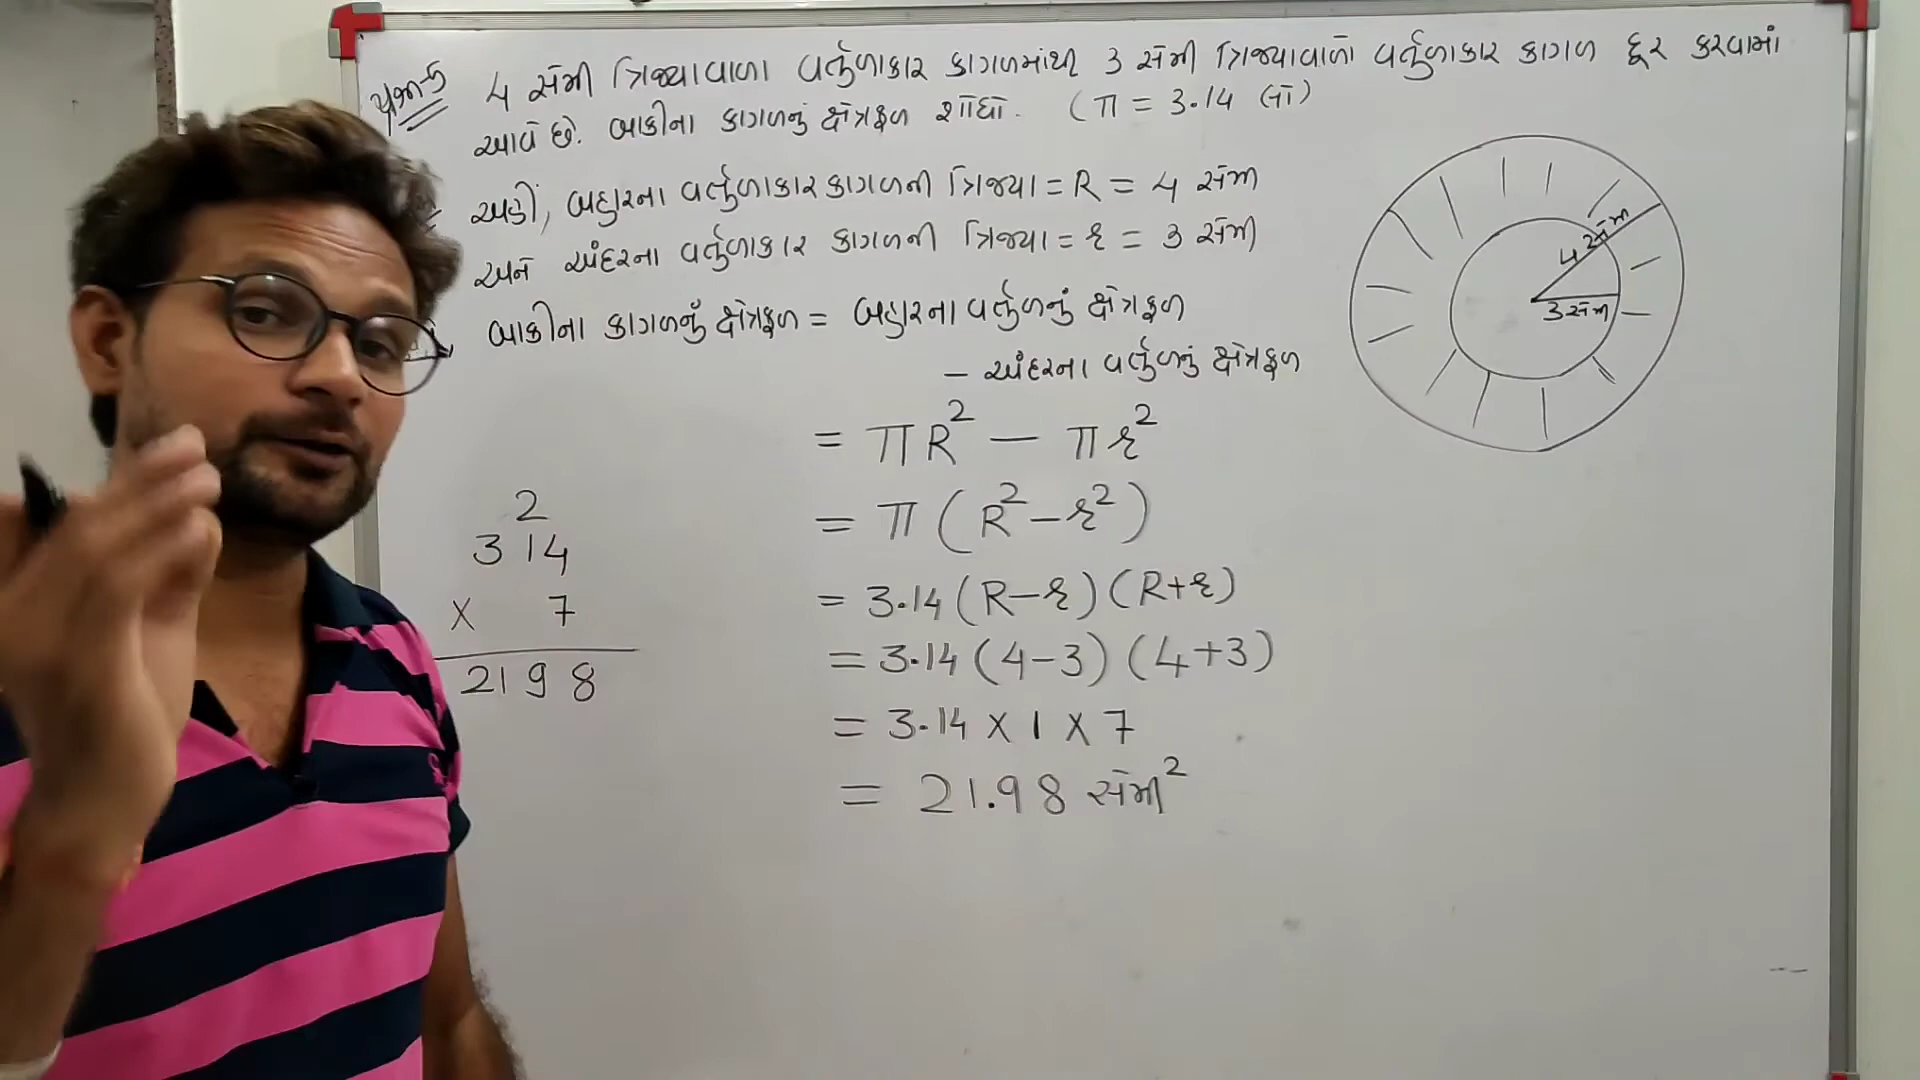 પ્રશ્ન-5 4 સેમી ત્રિજ્યાવાળા વર્તુળાકાર કાગળમાંથી 3 સેમી ત્રિજ્યાવાળો વર્તુળાકાર કાગળ દૂર કરવામાં
આવે છે. બાકીના કાગળનું ક્ષેત્રફળ શોધો. (π = 3.14 લો)
અહીં, બહારના વર્તુળાકાર કાગળની ત્રિજ્યા = R = 4 સેમી
અને અંદરના વર્તુળાકાર કાગળની ત્રિજ્યા = r = 3 સેમી
બાકીના કાગળનું ક્ષેત્રફળ = બહારના વર્તુળનું ક્ષેત્રફળ
– અંદરના વર્તુળનું ક્ષેત્રફળ
= πR² – πr²
= π(R²–r²)
= 3.14(R–r)(R+r)
= 3.14(4–3)(4+3)
= 3.14 × 1 × 7
= 21.98 સેમી²
2
314
× 7
2198
4 સેમી
3 સેમી